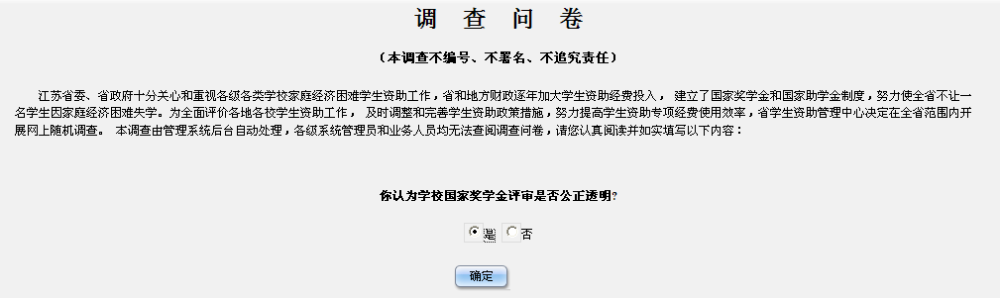 调 查 问 卷
（本调查不编号、不署名、不追究责任）
江苏省委、省政府十分关心和重视各级各类学校家庭经济困难学生资助工作，省和地方财政逐年加大学生资助经费投入， 建立了国家奖学金和国家助学金制度，努力使全省不让一
名学生因家庭经济困难失学。为全面评价各地各校学生资助工作， 及时调整和完善学生资助政策措施，努力提高学生资助专项经费使用效率，省学生资助管理中心决定在全省范围内开
展网上随机调查。 本调查由管理系统后台自动处理，各级系统管理员和业务人员均无法查阅调查问卷，请您认真阅读并如实填写以下内容：
你认为学校国家奖学金评审是否公正透明?
是 否
确定